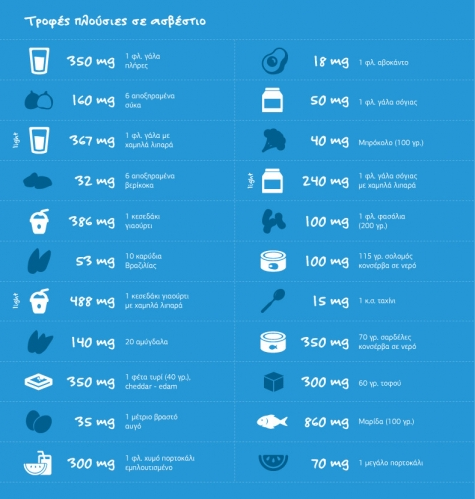 Τροφές πλούσιες σε ασβέστιο
350 mg 1 φλ. γάλα
πλήρες
160 mg 6 αποξηραμένα
σύκα
light 367 mg 1 φλ. γάλα με
χαμηλά λιπαρά
32 mg 6 αποξηραμένα
βερίκοκα
386 mg 1 κεσεδάκι
γιαούρτι
53 mg 10 καρύδια
Βραζιλίας
light 488 mg 1 κεσεδάκι γιαούρτι
με χαμηλά λιπαρά
140 mg 20 αμύγδαλα
350 mg 1 φέτα τυρί (40 γρ.),
cheddar - edam
35 mg 1 μέτριο βραστό
αυγό
300 mg 1 φλ. χυμό πορτοκάλι
εμπλουτισμένο
18 mg 1 φλ. αβοκάντο
50 mg 1 φλ. γάλα σόγιας
40 mg Μπρόκολο (100 γρ.)
light 240 mg 1 φλ. γάλα σόγιας
με χαμηλά λιπαρά
100 mg 1 φλ. φασόλια
(200 γρ.)
100 mg 115 γρ. σολομός
κονσέρβα σε νερό
15 mg 1 κ.σ. ταχίνι
350 mg 70 γρ. σαρδέλες
κονσέρβα σε νερό
300 mg 60 γρ. τοφού
860 mg Μαρίδα (100 γρ.)
70 mg 1 μεγάλο πορτοκάλι